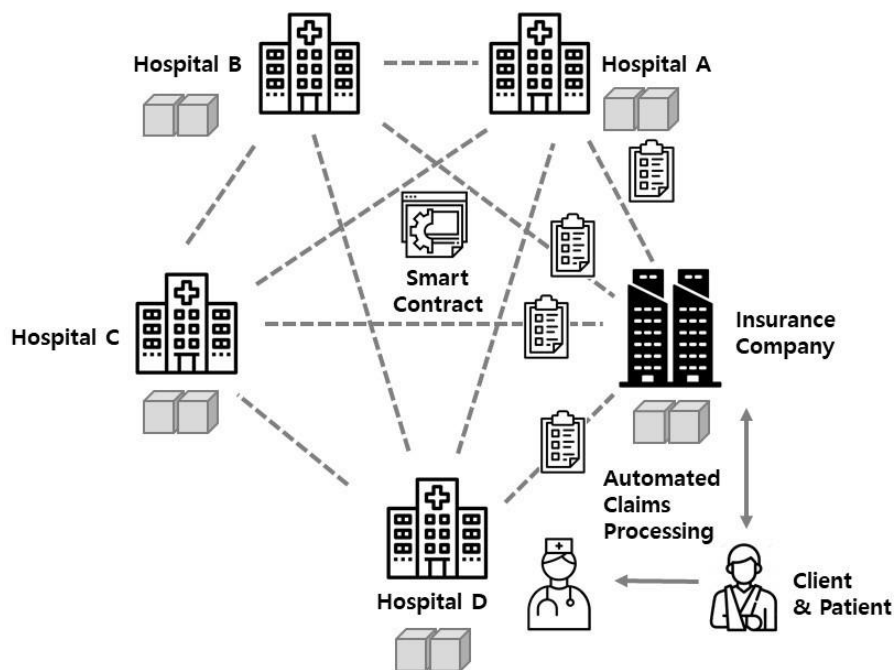 Hospital B
Hospital A
Smart
Contract
Hospital C
Insurance
Company
Automated
Claims
Processing
Hospital D
Client
& Patient